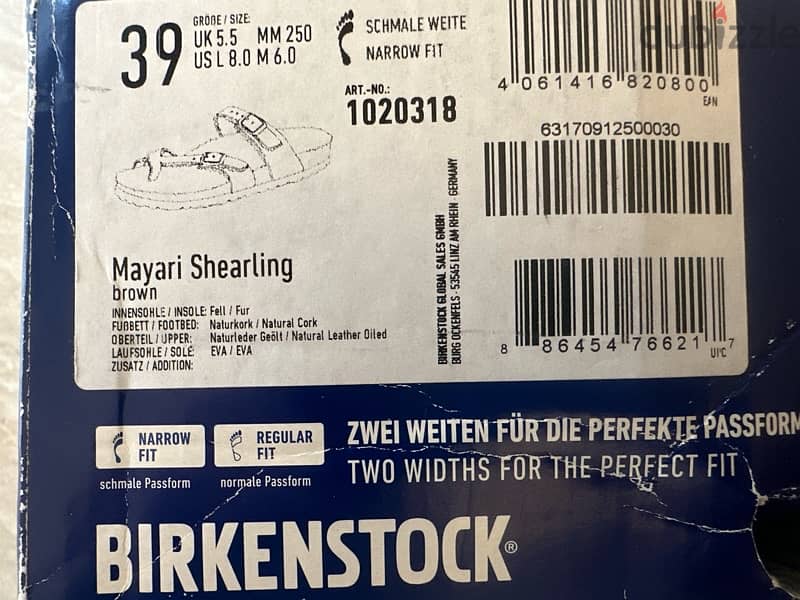 39
GRÖßE / SIZE:
UK 5.5 MM 250
US L 8.0 M 6.0
SCHMALE WEITE
NARROW FIT
ART.-NO.:
1020318
4 061416 820800
EAN
63170912500030
Mayari Shearling
brown
INNENSOHLE / INSOLE: Fell / Fur
FUßBETT / FOOTBED: Naturkork / Natural Cork
OBERTEIL / UPPER: Naturleder Geölt / Natural Leather Oiled
LAUFSOHLE / SOLE: EVA / EVA
ZUSATZ / ADDITION:
BIRKENSTOCK GLOBAL SALES GMBH
BURG OCKENFELS - 53545 LINZ AM RHEIN - GERMANY
8 86454 76621 7
UPC
NARROW
FIT
schmale Passform
REGULAR
FIT
normale Passform
ZWEI WEITEN FÜR DIE PERFEKTE PASSFORM
TWO WIDTHS FOR THE PERFECT FIT
BIRKENSTOCK®
dubizzle